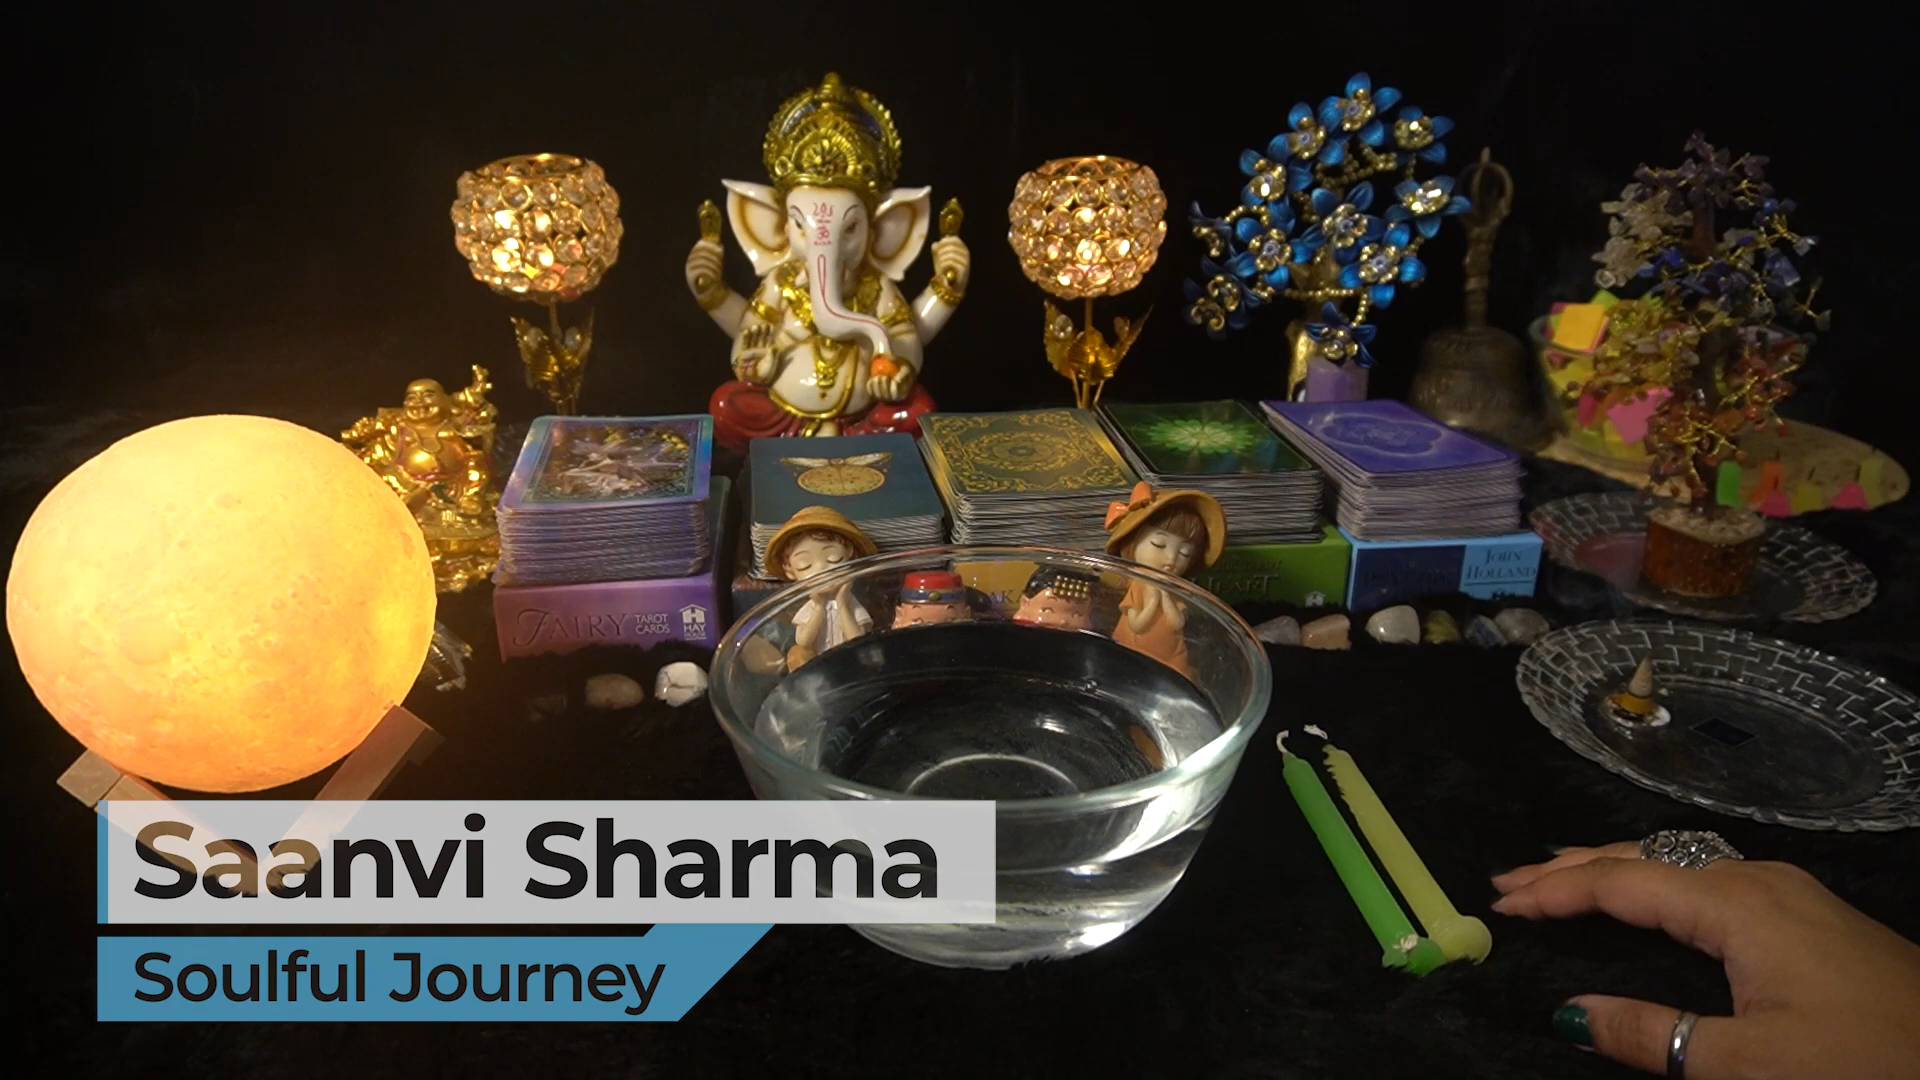 FAIRY
TAROT
CARDS
HAY
HOUSE
HEART
JOHN
HOLLAND
Saanvi Sharma
Soulful Journey